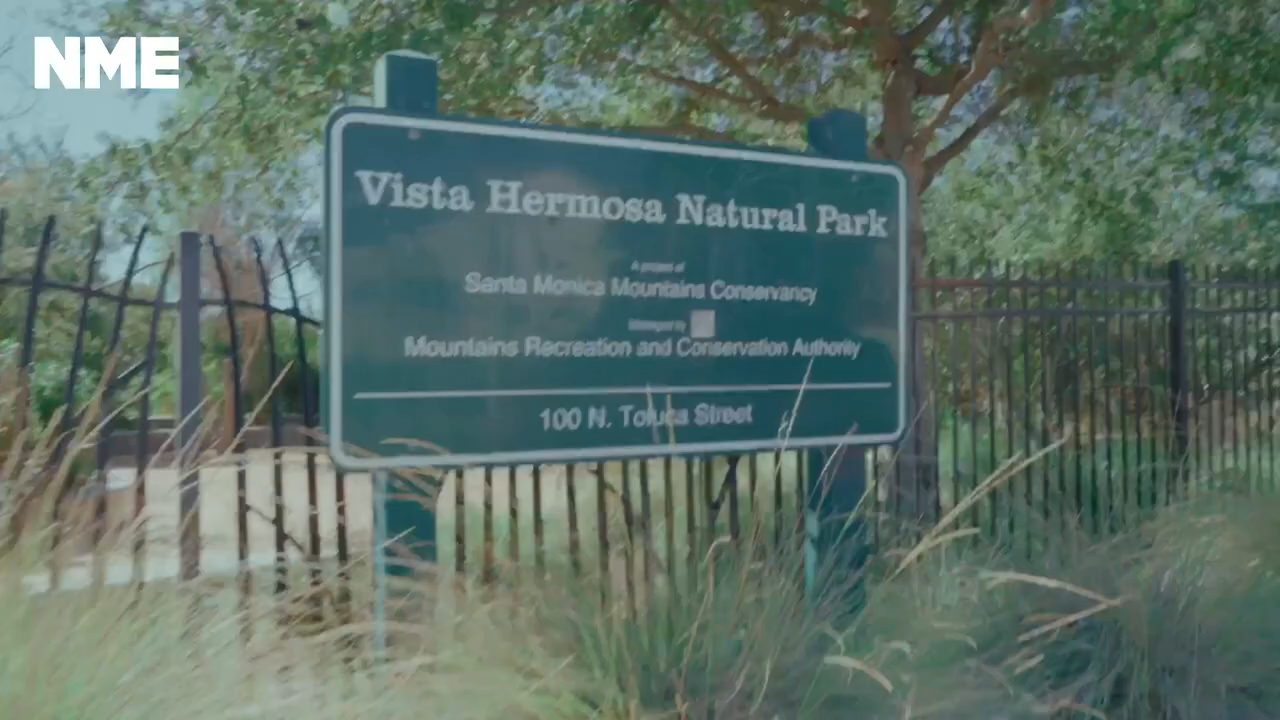 NME
Vista Hermosa Natural Park
A project of
Santa Monica Mountains Conservancy
Managed by
Mountains Recreation and Conservation Authority
100 N. Toluca Street